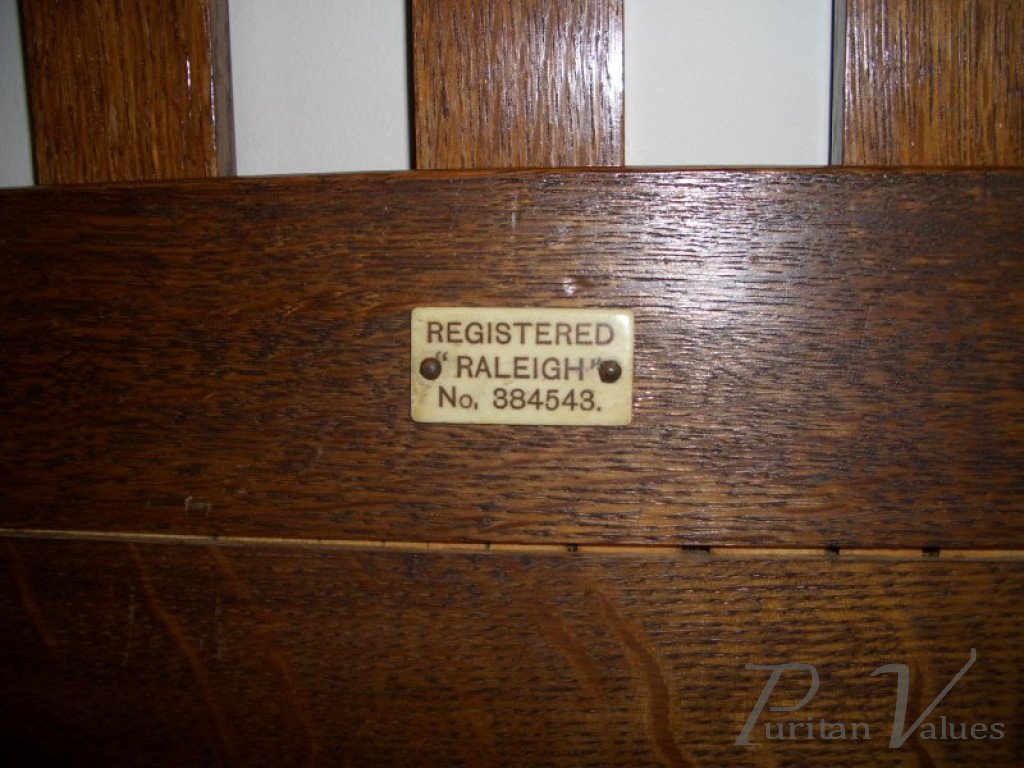 REGISTERED
"RALEIGH"
No. 384543.
Puritan Values